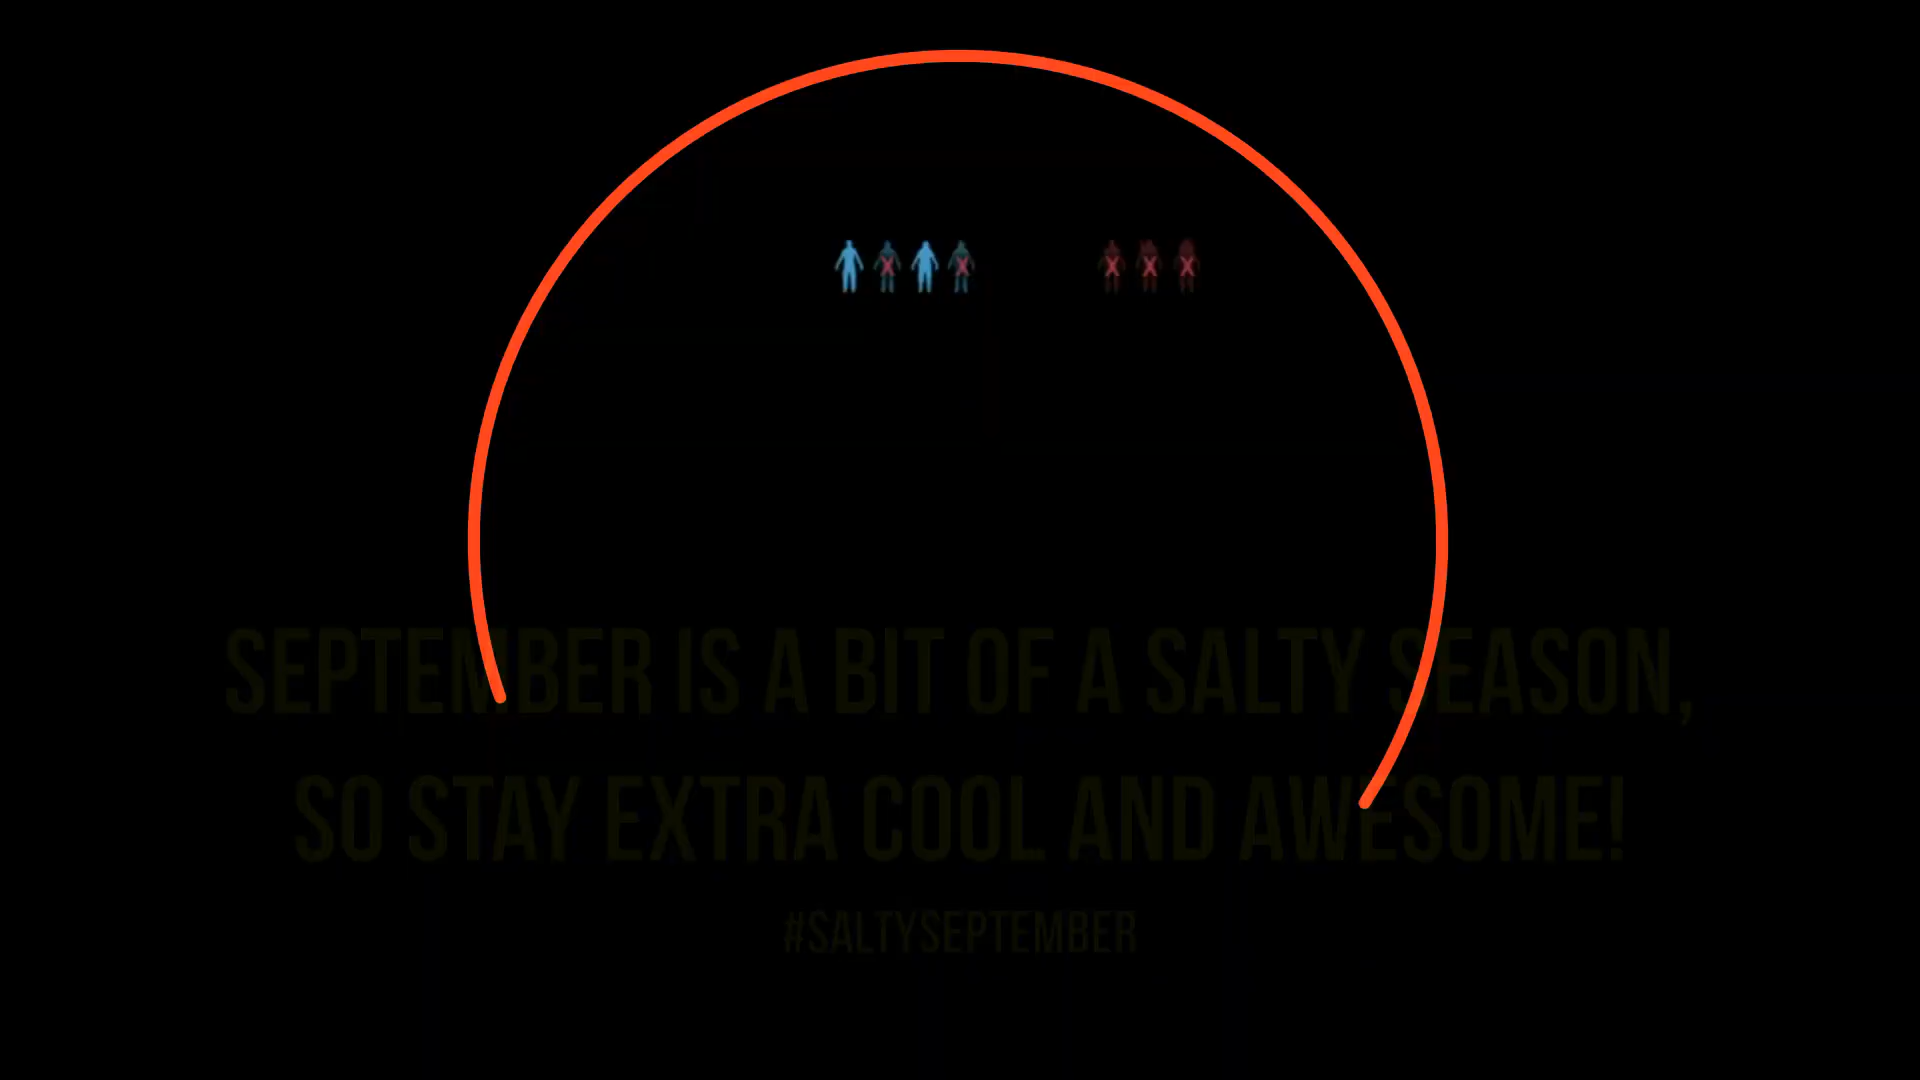 SEPTEMBER IS A BIT OF A SALTY SEASON,
SO STAY EXTRA COOL AND AWESOME!
#SALTYSEPTEMBER